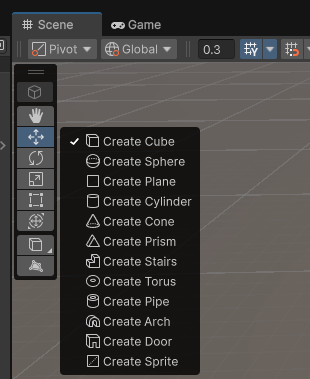 Scene
Game
Pivot
Global
0.3
Create Cube
Create Sphere
Create Plane
Create Cylinder
Create Cone
Create Prism
Create Stairs
Create Torus
Create Pipe
Create Arch
Create Door
Create Sprite